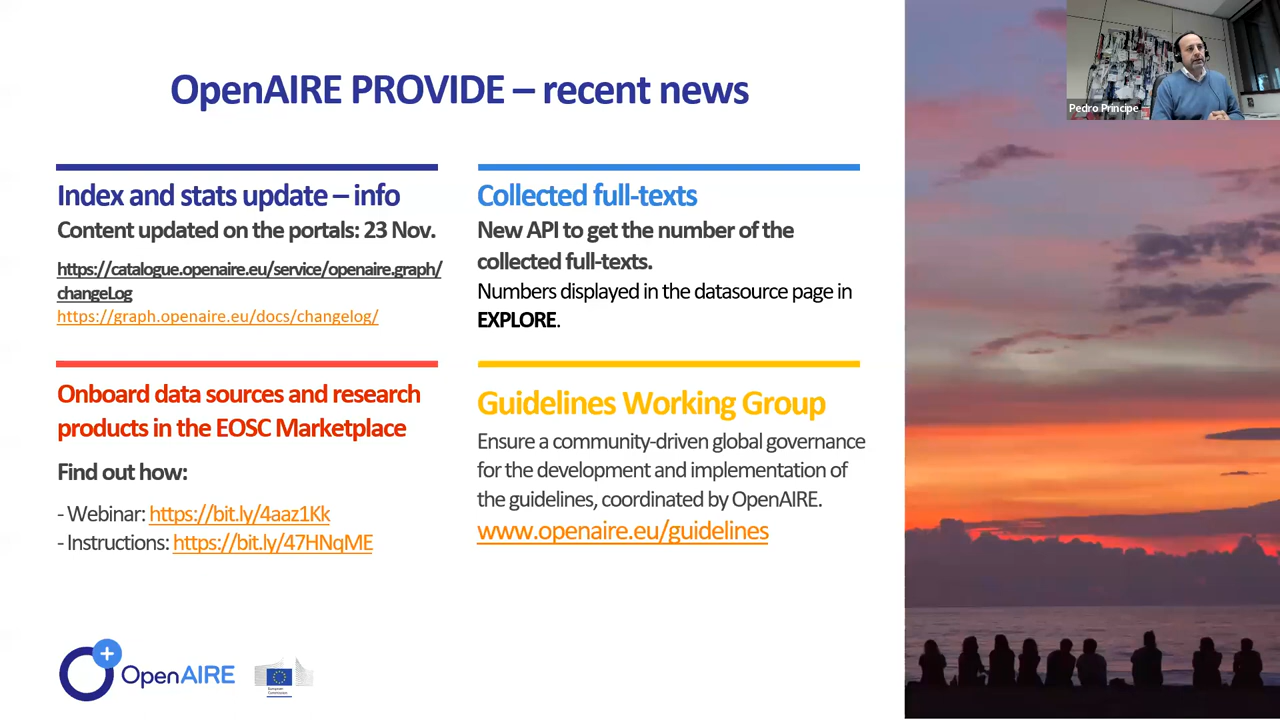 OpenAIRE PROVIDE – recent news
Index and stats update – info
Content updated on the portals: 23 Nov.
https://catalogue.openaire.eu/service/openaire.graph/
changeLog
https://graph.openaire.eu/docs/changelog/
Collected full-texts
New API to get the number of the
collected full-texts.
Numbers displayed in the datasource page in
EXPLORE.
Onboard data sources and research
products in the EOSC Marketplace
Find out how:
- Webinar: https://bit.ly/4aaz1Kk
- Instructions: https://bit.ly/47HNqME
Guidelines Working Group
Ensure a community-driven global governance
for the development and implementation of
the guidelines, coordinated by OpenAIRE.
www.openaire.eu/guidelines
OpenAIRE
European
Commission
Pedro Príncipe